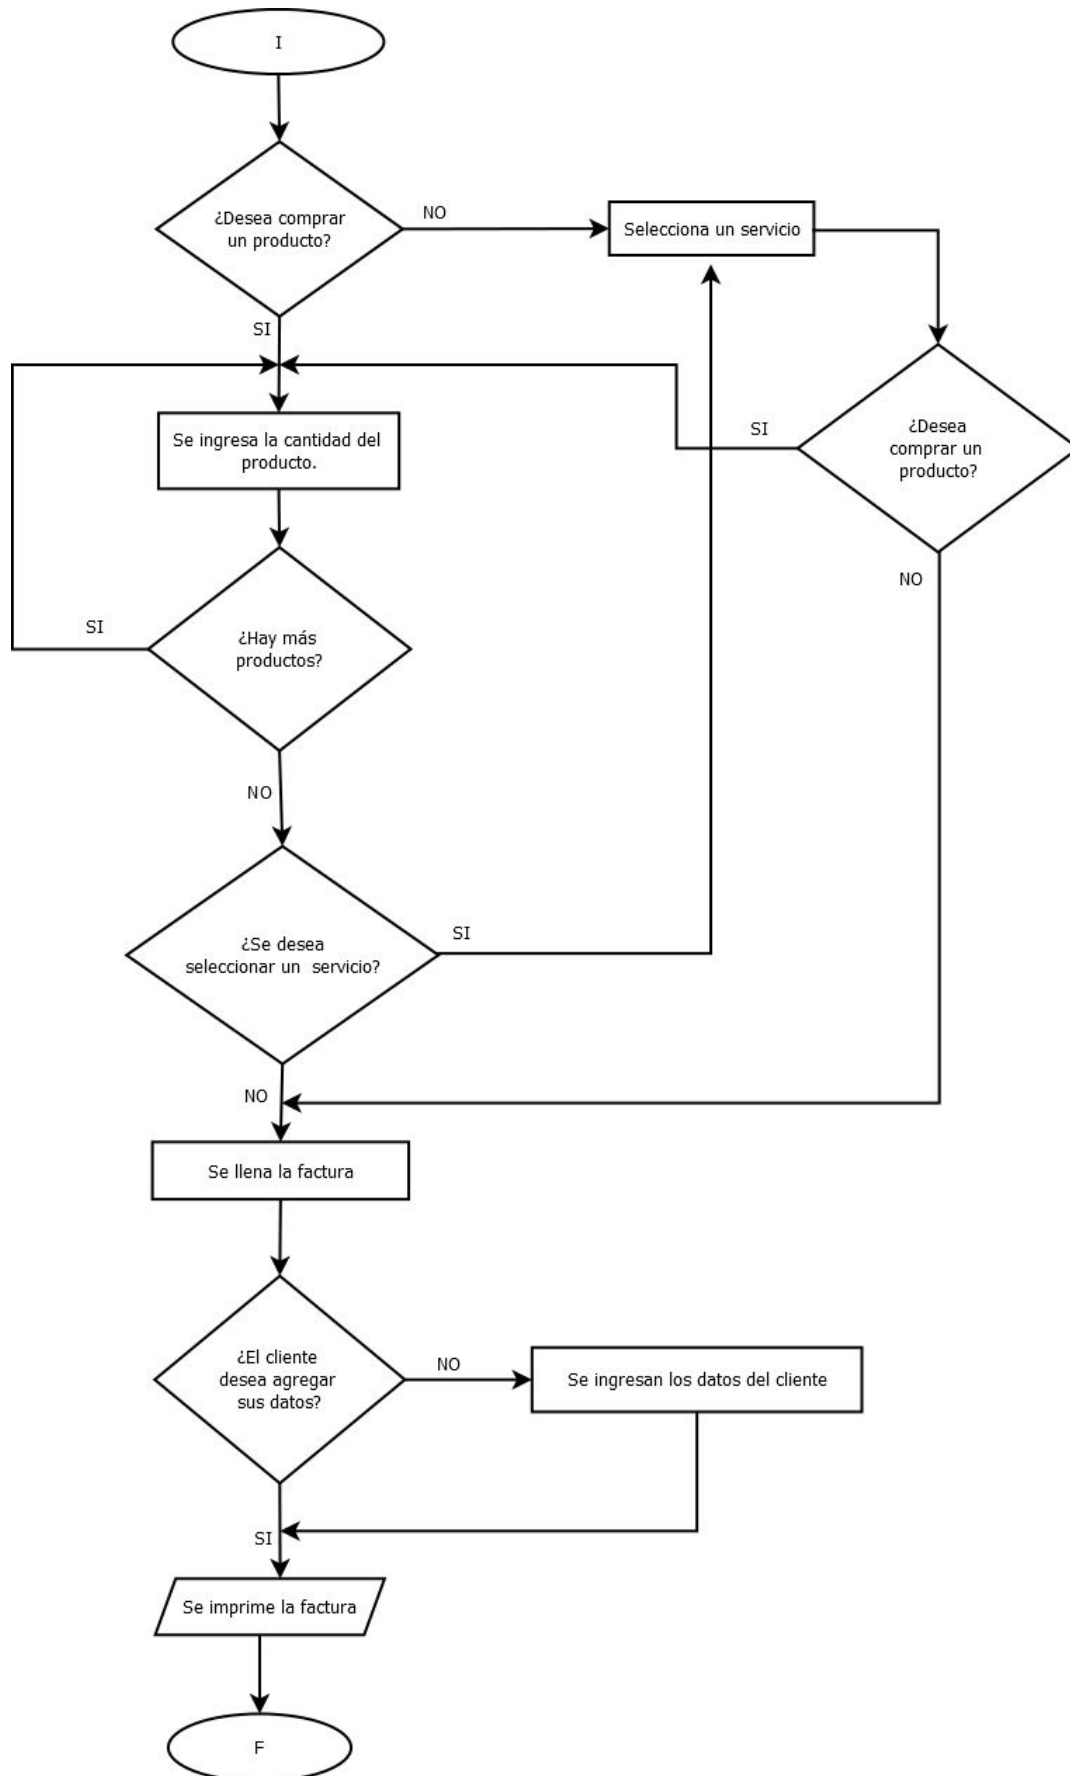 I
¿Desea comprar
un producto?
NO
Selecciona un servicio
SI
Se ingresa la cantidad del
producto.
SI
¿Desea
comprar un
producto?
NO
SI
¿Hay más
productos?
NO
¿Se desea
seleccionar un servicio?
SI
NO
Se llena la factura
¿El cliente
desea agregar
sus datos?
NO
Se ingresan los datos del cliente
SI
Se imprime la factura
F